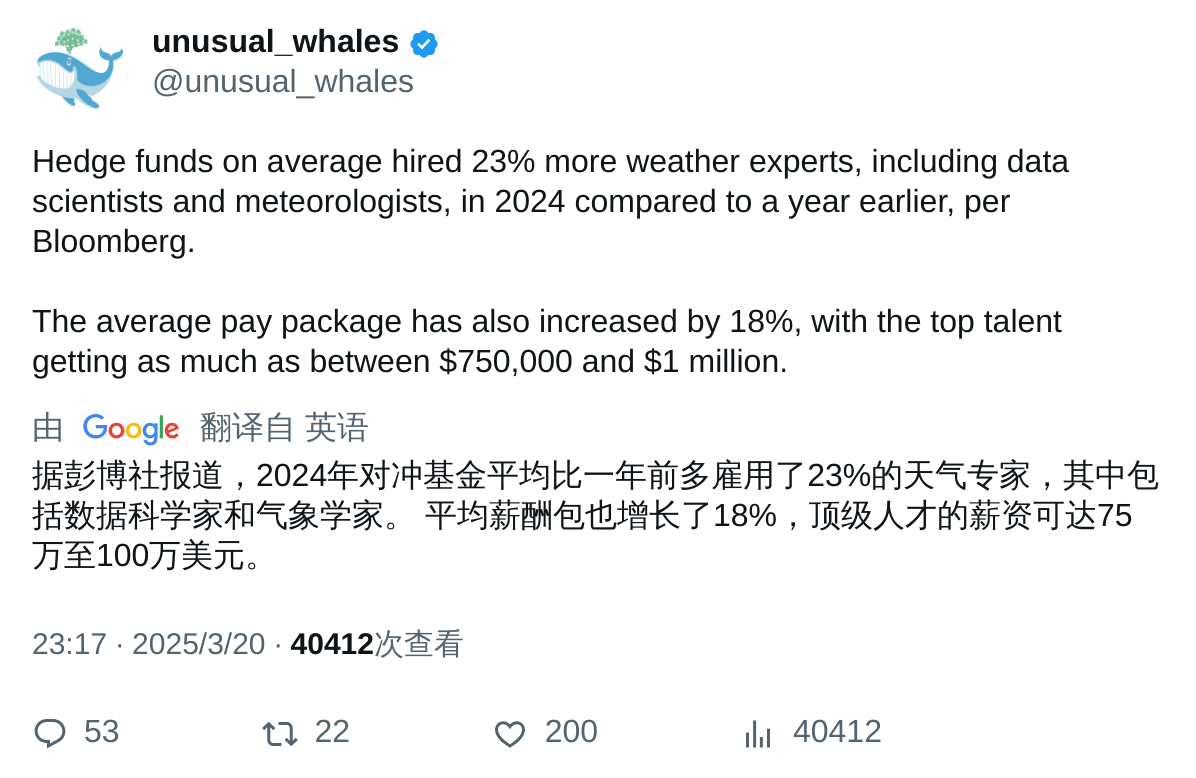 unusual_whales
@unusual_whales
Hedge funds on average hired 23% more weather experts, including data
scientists and meteorologists, in 2024 compared to a year earlier, per
Bloomberg.
The average pay package has also increased by 18%, with the top talent
getting as much as between $750,000 and $1 million.
由 Google 翻译自 英语
据彭博社报道，2024年对冲基金平均比一年前多雇用了23%的天气专家，其中包
括数据科学家和气象学家。 平均薪酬包也增长了18%，顶级人才的薪资可达75
万至100万美元。
23:17 · 2025/3/20 · 40412次查看
53 22 200 40412